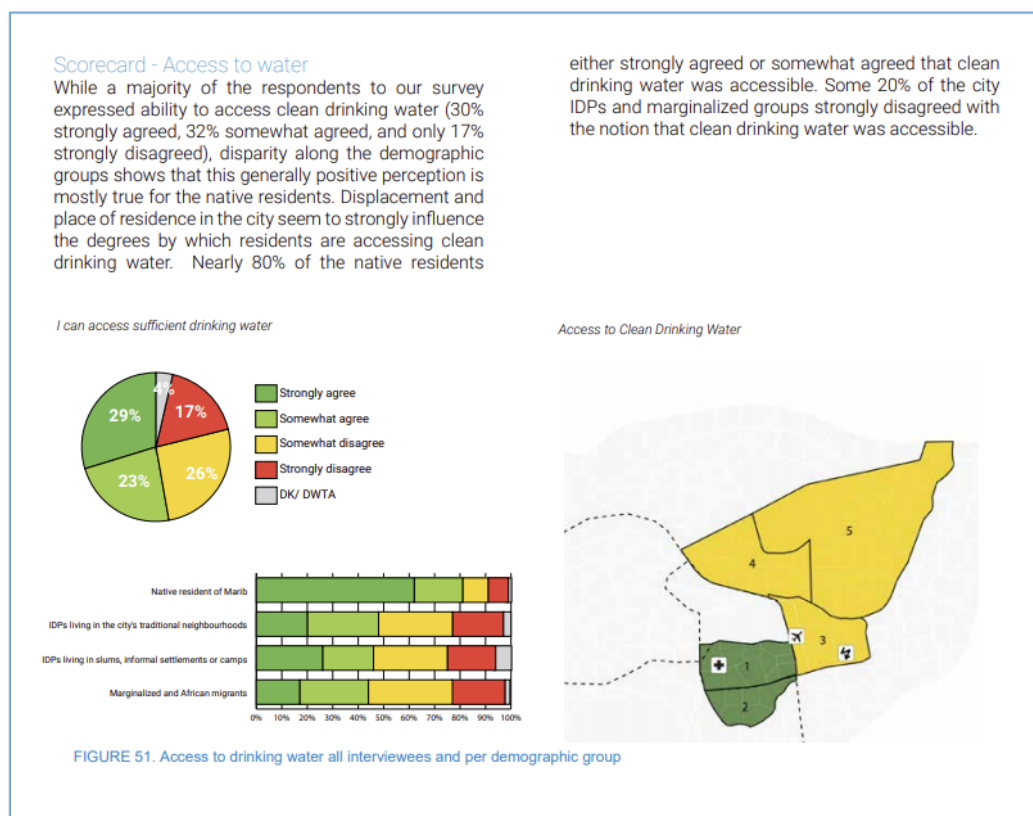 Scorecard - Access to water
While a majority of the respondents to our survey
expressed ability to access clean drinking water (30%
strongly agreed, 32% somewhat agreed, and only 17%
strongly disagreed), disparity along the demographic
groups shows that this generally positive perception is
mostly true for the native residents. Displacement and
place of residence in the city seem to strongly influence
the degrees by which residents are accessing clean
drinking water. Nearly 80% of the native residents
either strongly agreed or somewhat agreed that clean
drinking water was accessible. Some 20% of the city
IDPs and marginalized groups strongly disagreed with
the notion that clean drinking water was accessible.
I can access sufficient drinking water
4%
29%
17%
23%
26%
Strongly agree
Somewhat agree
Somewhat disagree
Strongly disagree
DK/ DWTA
Native resident of Marib
IDPs living in the city's traditional neighbourhoods
IDPs living in slums, informal settlements or camps
Marginalized and African migrants
0% 10% 20% 30% 40% 50% 60% 70% 80% 90% 100%
Access to Clean Drinking Water
5
4
3
1
2
FIGURE 51. Access to drinking water all interviewees and per demographic group